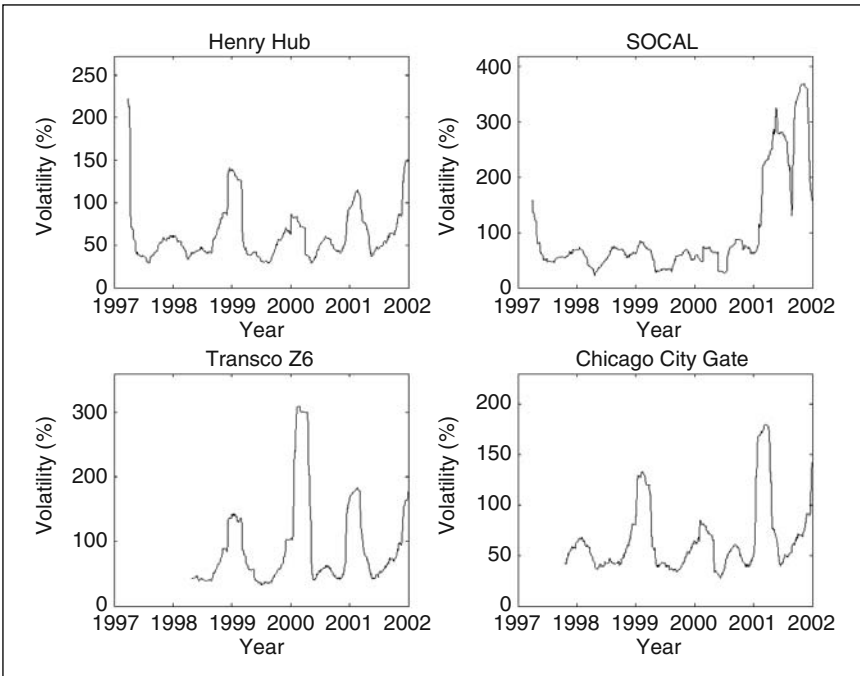 Henry Hub
250
200
150
100
50
0
Volatility (%)
1997 1998 1999 2000 2001 2002
Year
SOCAL
400
300
200
100
0
Volatility (%)
1997 1998 1999 2000 2001 2002
Year
Transco Z6
300
200
100
0
Volatility (%)
1997 1998 1999 2000 2001 2002
Year
Chicago City Gate
200
150
100
50
0
Volatility (%)
1997 1998 1999 2000 2001 2002
Year